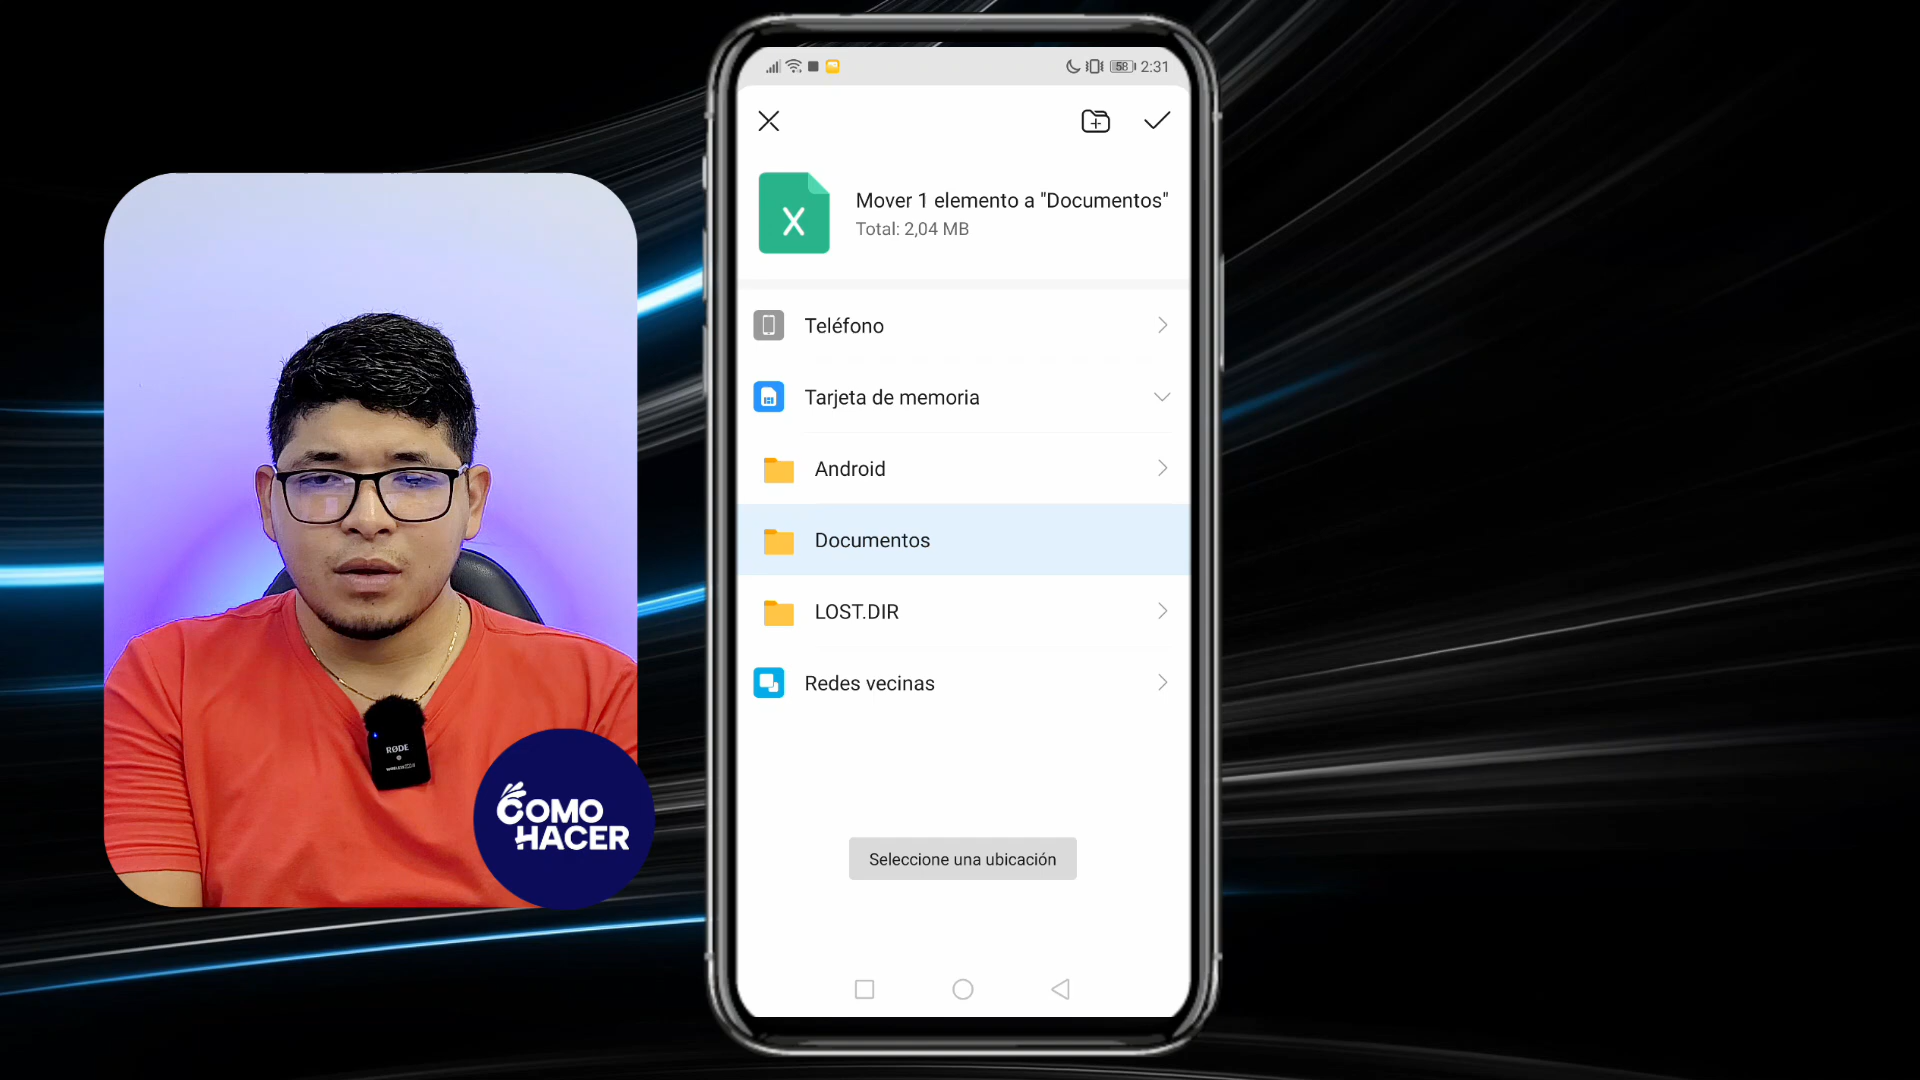 58 2:31
X
Mover 1 elemento a "Documentos"
Total: 2,04 MB
Teléfono
Tarjeta de memoria
Android
Documentos
LOST.DIR
Redes vecinas
Seleccione una ubicación
RØDE
COMO
HACER